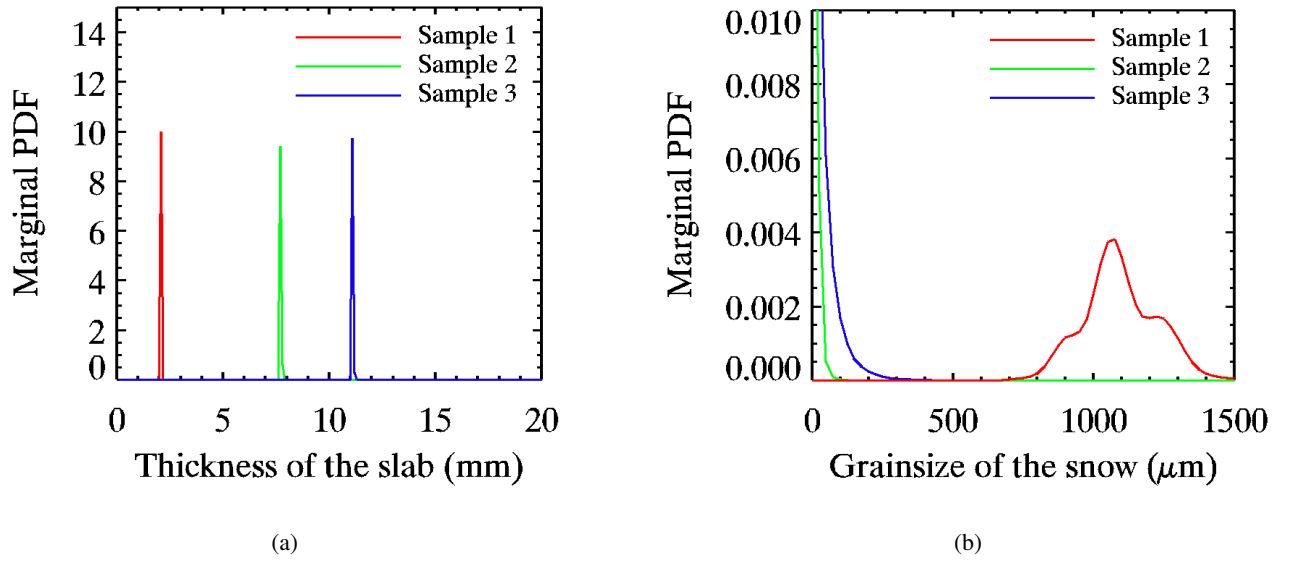 14
12
10
8
6
4
2
0
Marginal PDF
Sample 1
Sample 2
Sample 3
0 5 10 15 20
Thickness of the slab (mm)
(a)
0.010
0.008
0.006
0.004
0.002
0.000
Marginal PDF
Sample 1
Sample 2
Sample 3
0 500 1000 1500
Grainsize of the snow (μm)
(b)